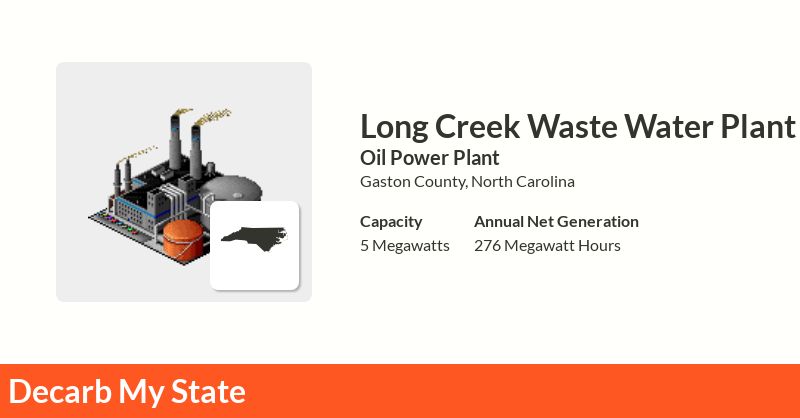 Long Creek Waste Water Plant
Oil Power Plant
Gaston County, North Carolina
Capacity Annual Net Generation
5 Megawatts 276 Megawatt Hours
Decarb My State